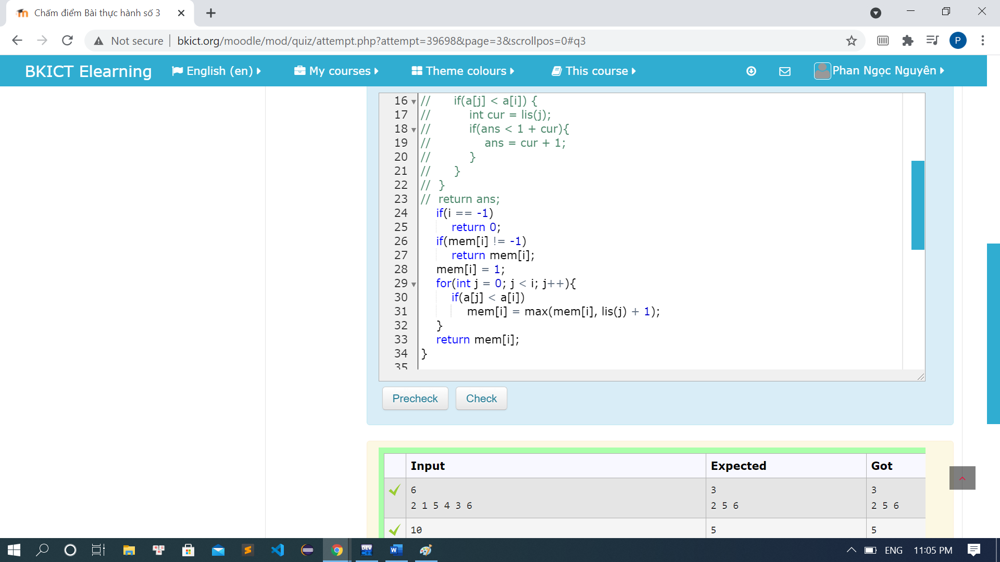 Chấm điểm Bài thực hành số 3
Not secure | bkict.org/moodle/mod/quiz/attempt.php?attempt=39698&page=3&scrollpos=0#q3
P
BKICT Elearning
English (en)
My courses
Theme colours
This course
Phan Ngọc Nguyên
16 // if(a[j] < a[i]) {
17 // int cur = lis(j);
18 // if(ans < 1 + cur){
19 // ans = cur + 1;
20 // }
21 // }
22 // }
23 // return ans;
24 if(i == -1)
25 return 0;
26 if(mem[i] != -1)
27 return mem[i];
28 mem[i] = 1;
29 for(int j = 0; j < i; j++){
30 if(a[j] < a[i])
31 mem[i] = max(mem[i], lis(j) + 1);
32 }
33 return mem[i];
34 }
35
Precheck
Check
Input Expected Got
6 3 3
2 1 5 4 3 6 2 5 6 2 5 6
10 5 5
DEV
W
ENG
11:05 PM